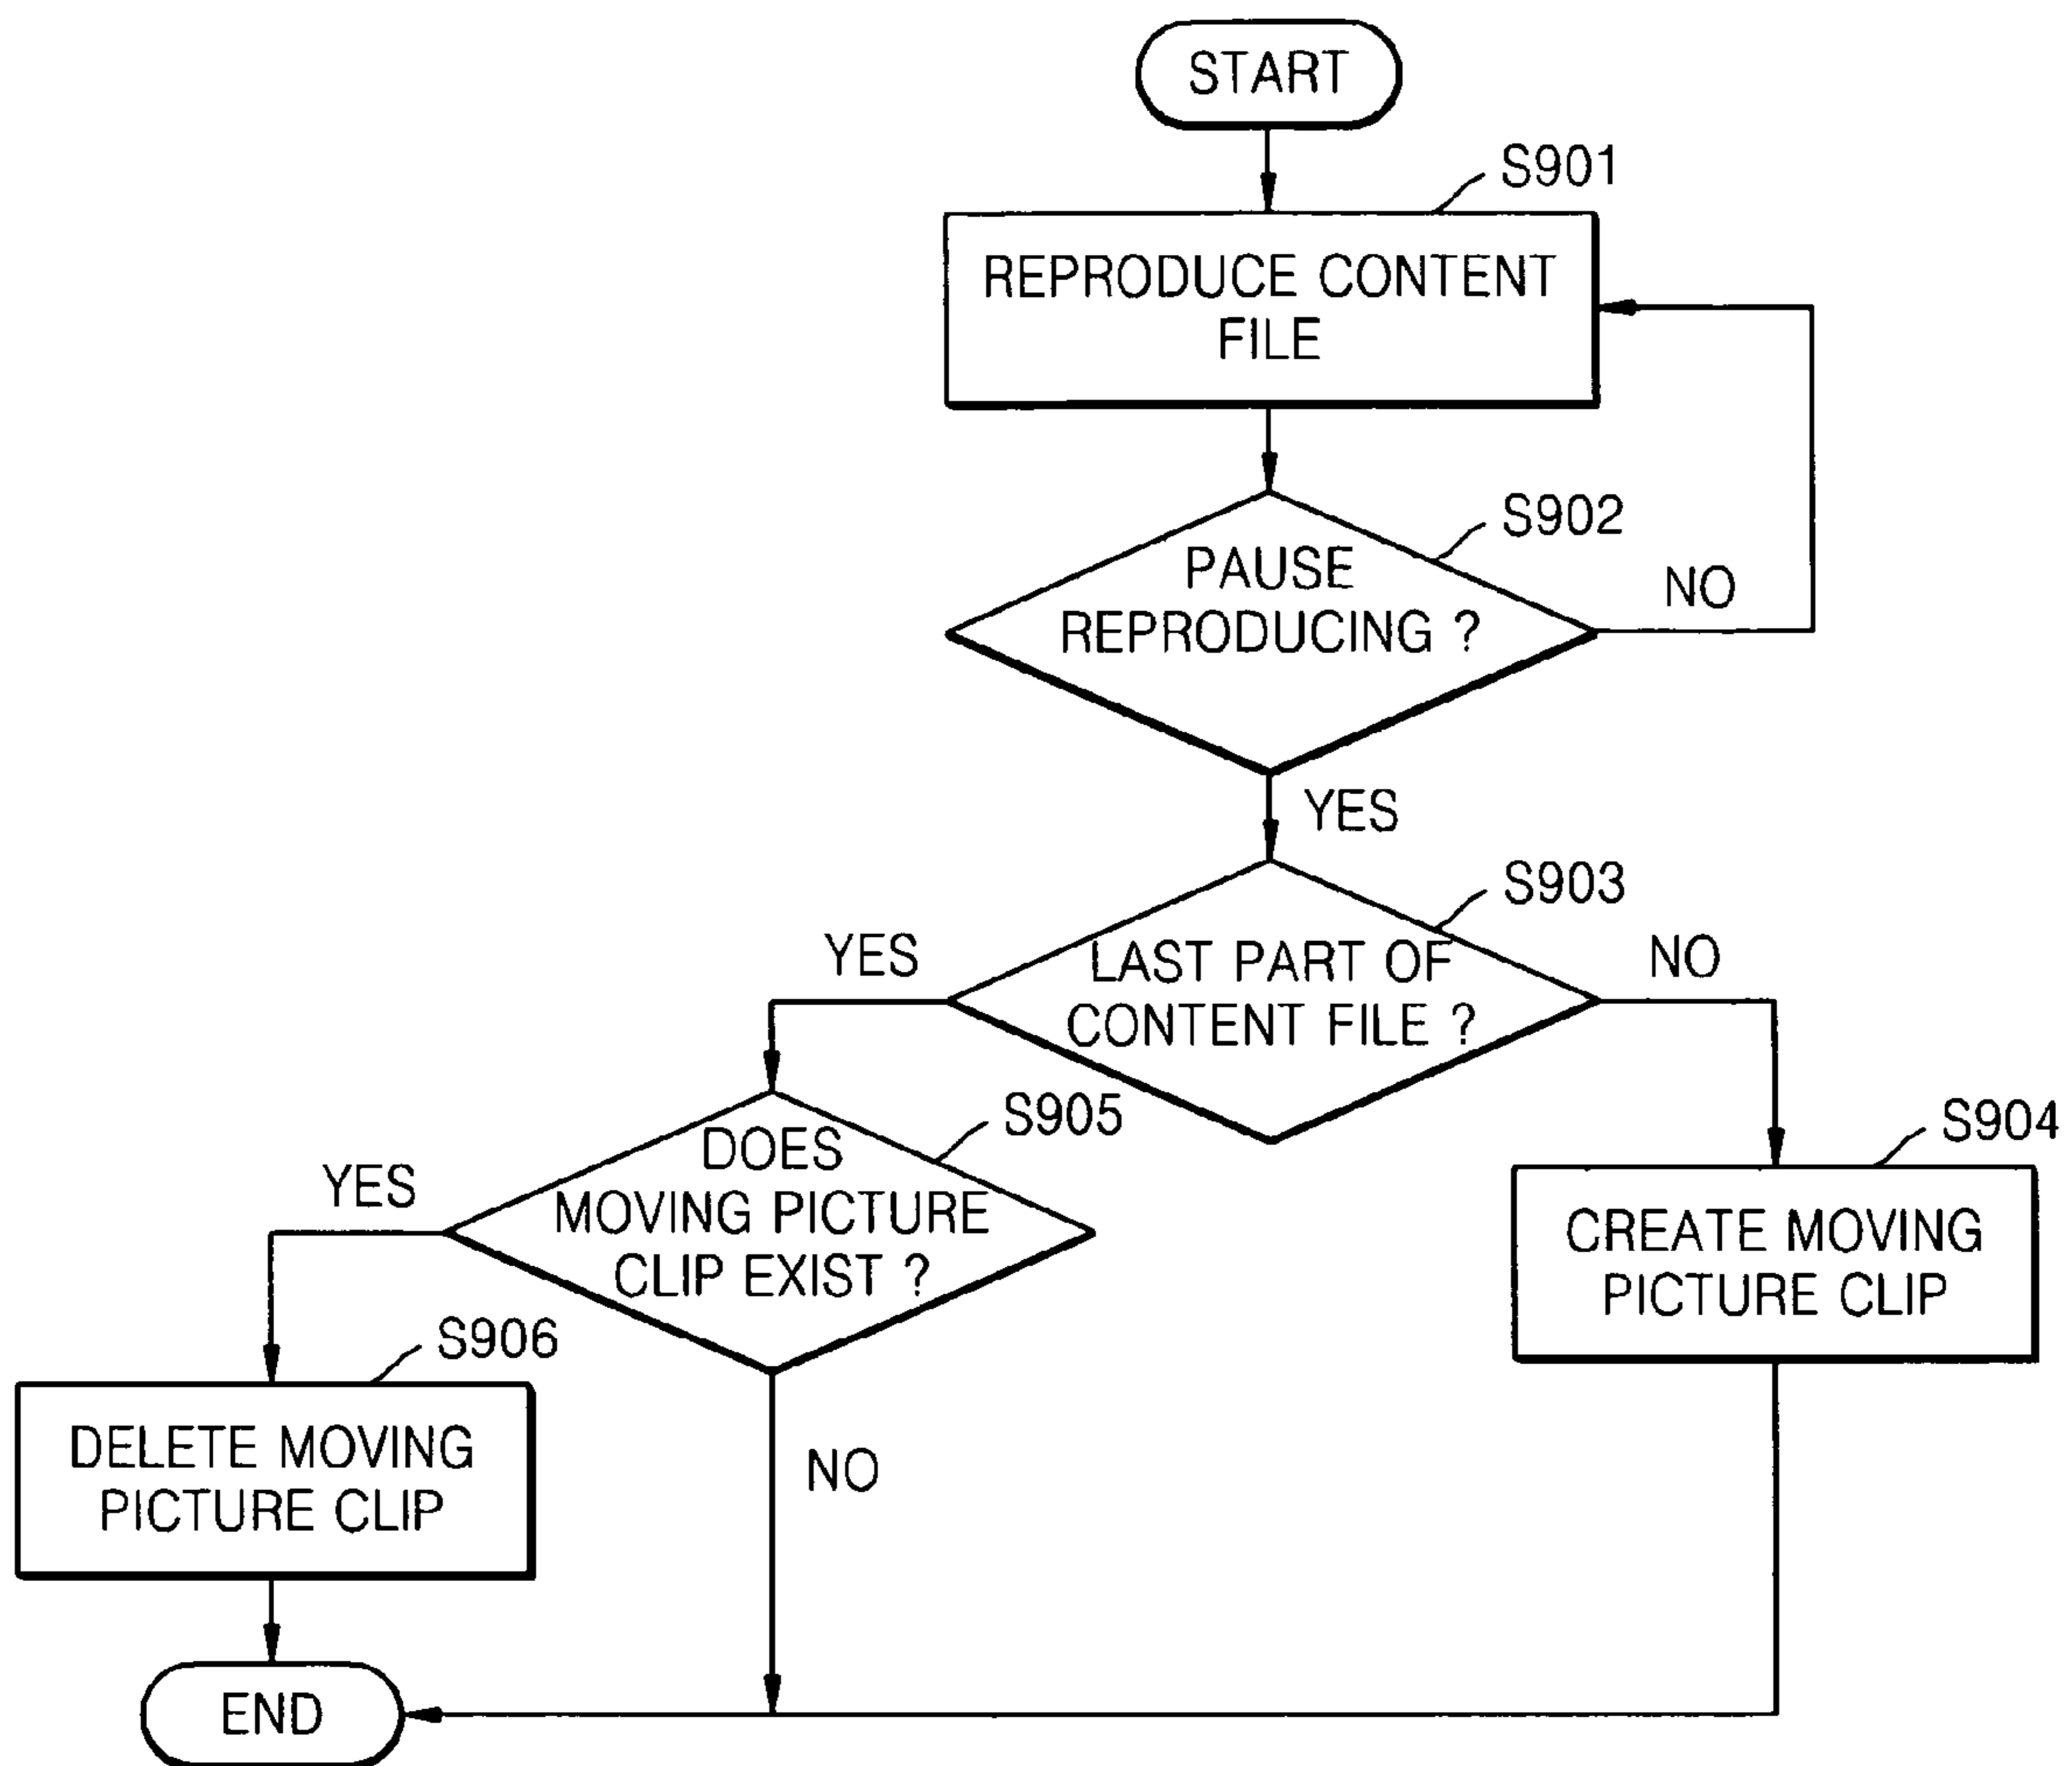 START
S901
REPRODUCE CONTENT
FILE
S902
PAUSE
REPRODUCING ?
NO
YES
S903
LAST PART OF
CONTENT FILE ?
YES
NO
S905
DOES
MOVING PICTURE
CLIP EXIST ?
YES
S904
CREATE MOVING
PICTURE CLIP
S906
DELETE MOVING
PICTURE CLIP
NO
END